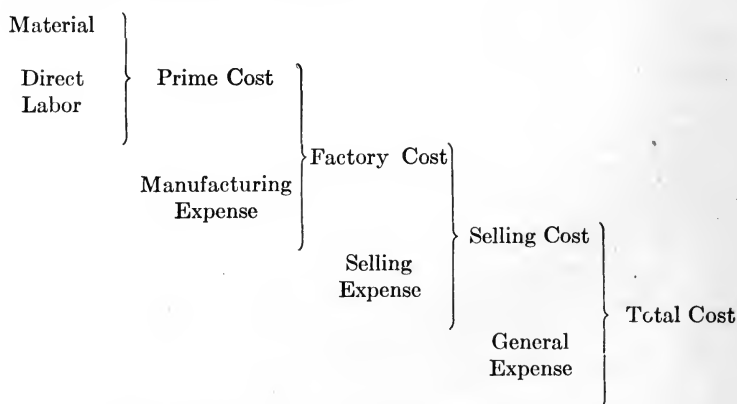 Material
Direct
Labor
Prime Cost
Manufacturing
Expense
Factory Cost
Selling
Expense
Selling Cost
General
Expense
Total Cost